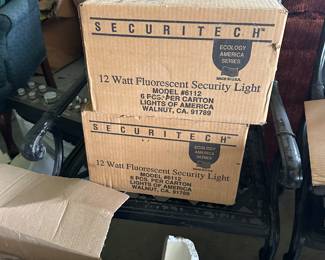 SECURITECH™
ECOLOGY
AMERICA
SERIES
12 Watt Fluorescent Security Light
MODEL #6112
6 PCS. PER CARTON
LIGHTS OF AMERICA
WALNUT, CA. 91789
SECURITECH
ECOLOGY
AMERICA
SERIES
12 Watt Fluorescent Security Light
MODEL #6112
6 PCS. PER CARTON
LIGHTS OF AMERICA
WALNUT, CA. 91789